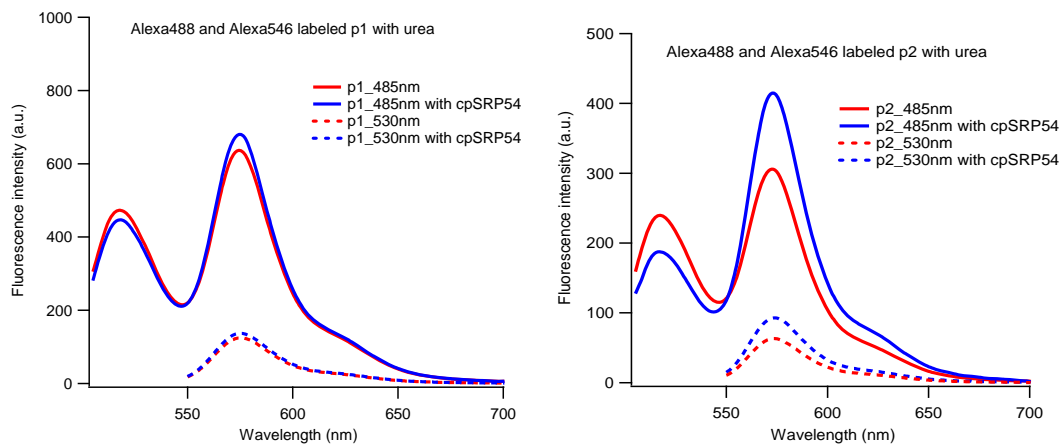 Alexa488 and Alexa546 labeled p1 with urea
p1_485nm
p1_485nm with cpSRP54
p1_530nm
p1_530nm with cpSRP54
Fluorescence intensity (a.u.)
1000
800
600
400
200
0
550
600
650
700
Wavelength (nm)
Alexa488 and Alexa546 labeled p2 with urea
p2_485nm
p2_485nm with cpSRP54
p2_530nm
p2_530nm with cpSRP54
Fluorescence intensity (a.u.)
500
400
300
200
100
0
550
600
650
700
Wavelength (nm)